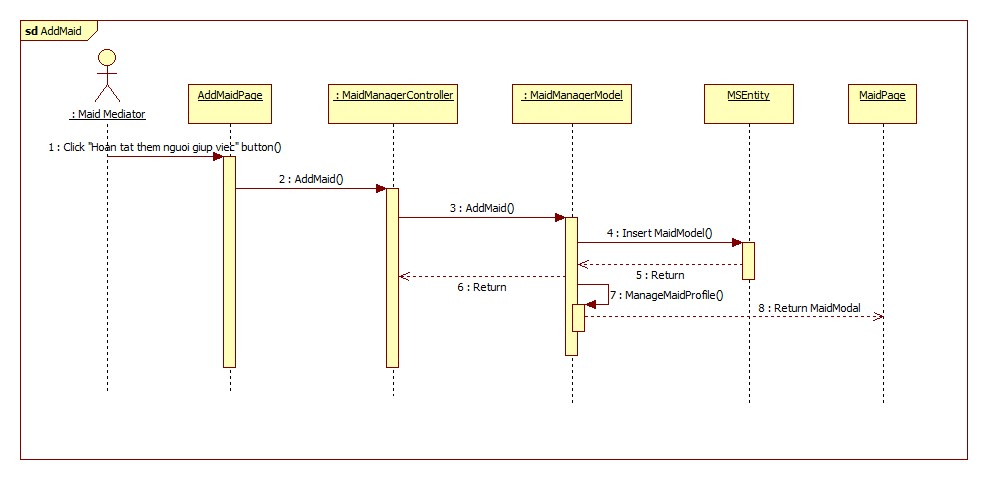 sd AddMaid
: Maid Mediator
AddMaidPage
: MaidManagerController
: MaidManagerModel
MSEntity
MaidPage
1 : Click "Hoan tat them nguoi giup viec" button()
2 : AddMaid()
3 : AddMaid()
4 : Insert MaidModel()
5 : Return
6 : Return
7 : ManageMaidProfile()
8 : Return MaidModal